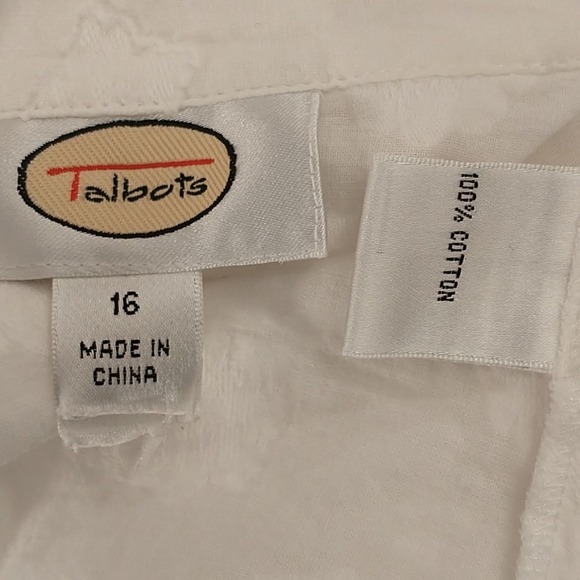 Talbots
16
MADE IN
CHINA
100% COTTON